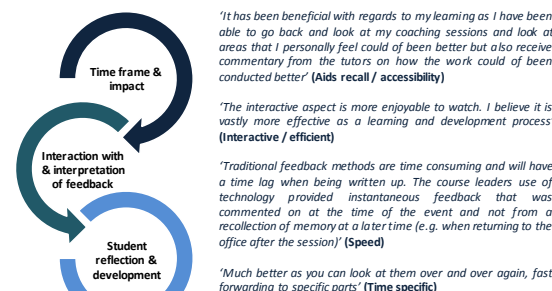 Time frame &
impact
Interaction with
& interpretation
of feedback
Student
reflection &
development
‘It has been beneficial with regards to my learning as I have been
able to go back and look at my coaching sessions and look at
areas that I personally feel could of been better but also receive
commentary from the tutors on how the work could of been
conducted better’ (Aids recall / accessibility)
‘The interactive aspect is more enjoyable to watch. I believe it is
vastly more effective as a learning and development process’
(Interactive / efficient)
‘Traditional feedback methods are time consuming and will have
a time lag when being written up. The course leaders use of
technology provided instantaneous feedback that was
commented on at the time of the event and not from a
recollection of memory at a later time (e.g. when returning to the
office after the session)’ (Speed)
‘Much better as you can look at them over and over again, fast
forwarding to specific parts’ (Time specific)